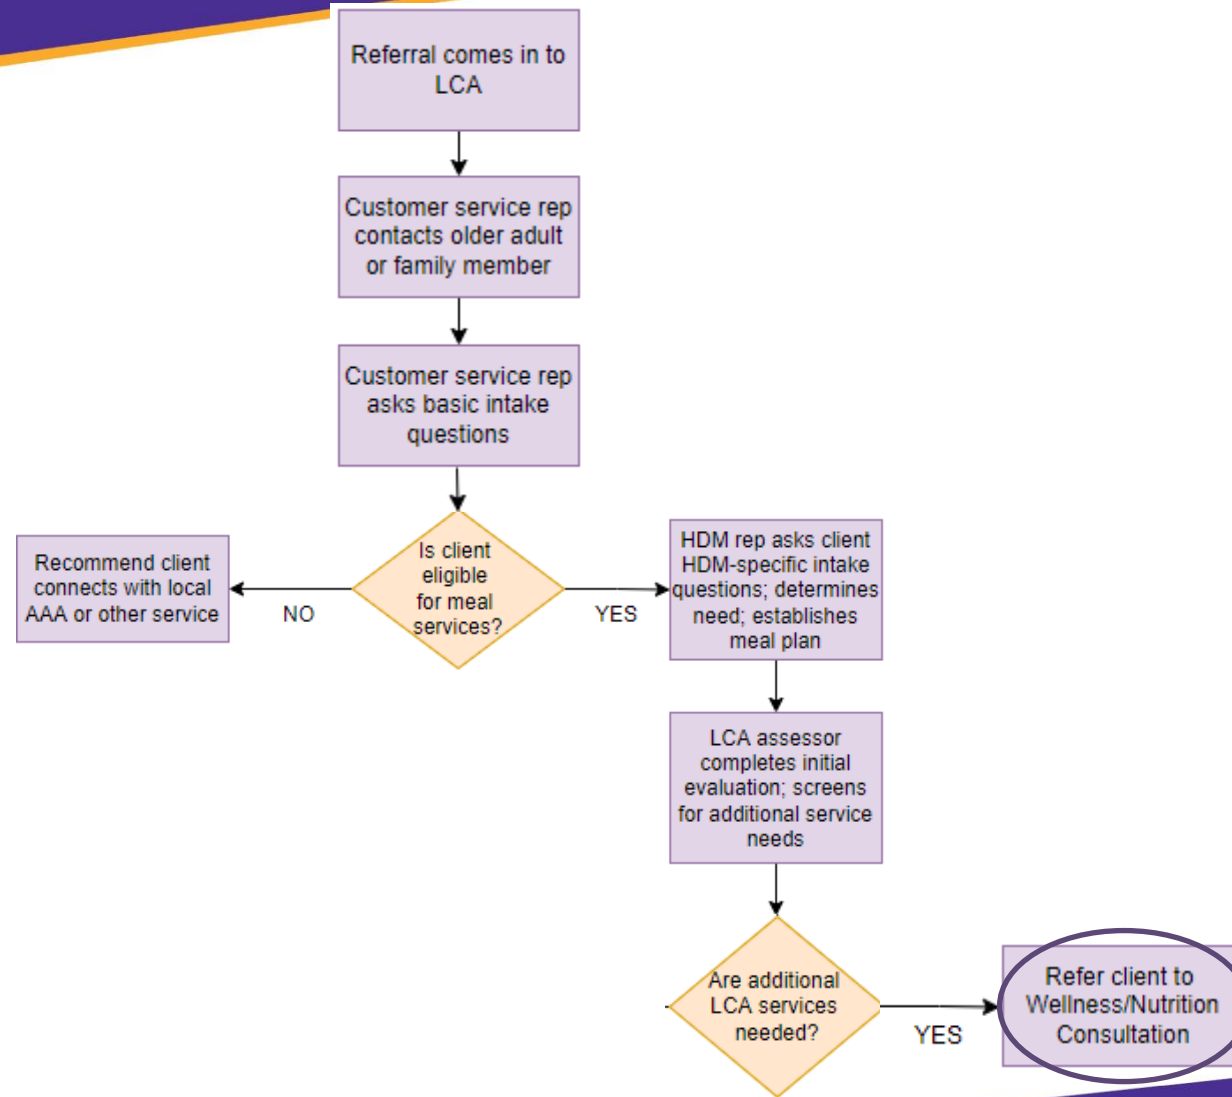 Referral comes in to
LCA
Customer service rep
contacts older adult
or family member
Customer service rep
asks basic intake
questions
Is client
eligible
for meal
services?
NO
YES
Recommend client
connects with local
AAA or other service
HDM rep asks client
HDM-specific intake
questions; determines
need; establishes
meal plan
LCA assessor
completes initial
evaluation; screens
for additional service
needs
Are additional
LCA services
needed?
YES
Refer client to
Wellness/Nutrition
Consultation